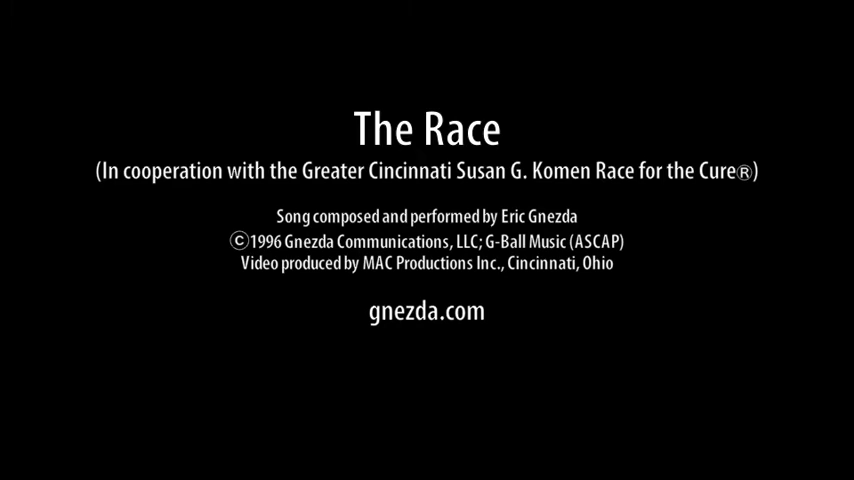 The Race
(In cooperation with the Greater Cincinnati Susan G. Komen Race for the Cure®)
Song composed and performed by Eric Gnezda
©1996 Gnezda Communications, LLC; G-Ball Music (ASCAP)
Video produced by MAC Productions Inc., Cincinnati, Ohio
gnezda.com